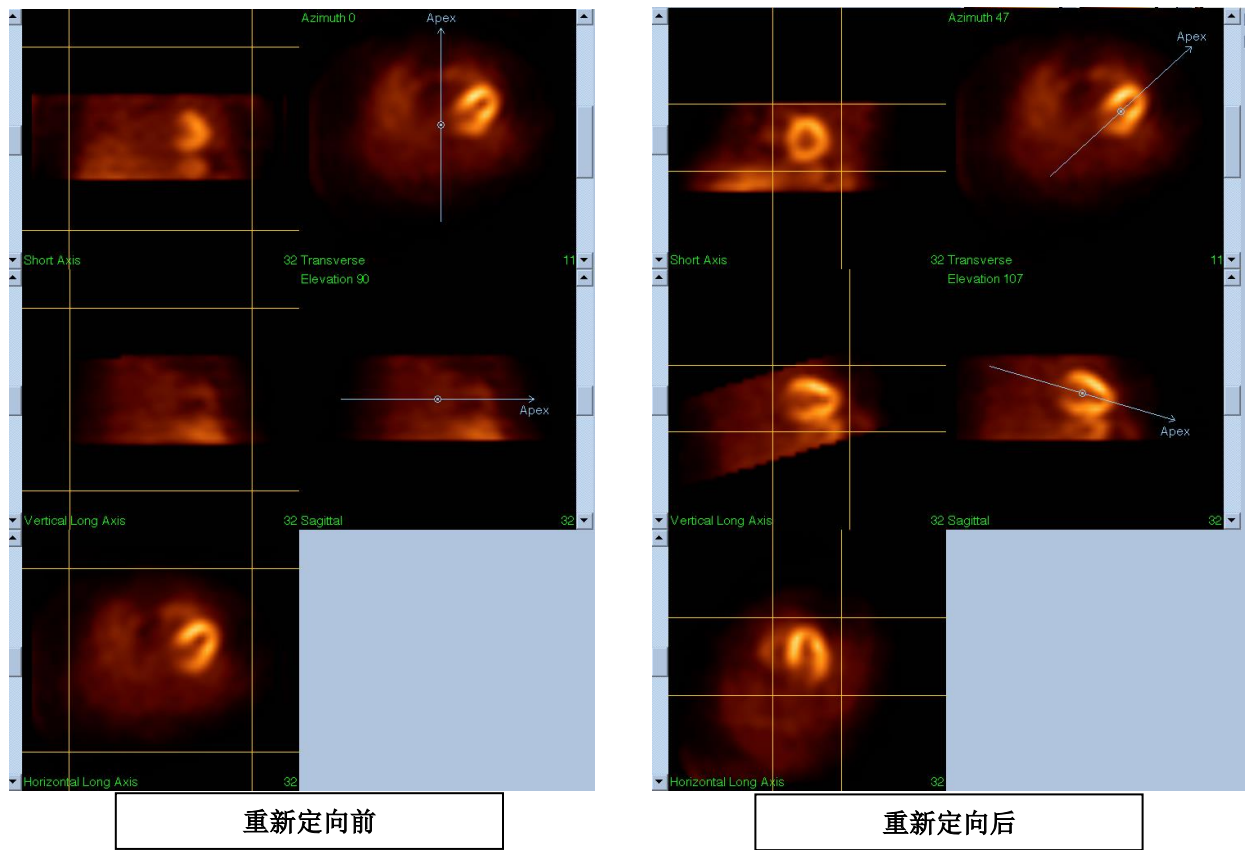 Azimuth 0
Apex
Short Axis
32
Transverse
11
Elevation 90
Apex
Vertical Long Axis
32
Sagittal
32
Horizontal Long Axis
32
重新定向前
Azimuth 47
Apex
Short Axis
32
Transverse
11
Elevation 107
Apex
Vertical Long Axis
32
Sagittal
32
Horizontal Long Axis
32
重新定向后